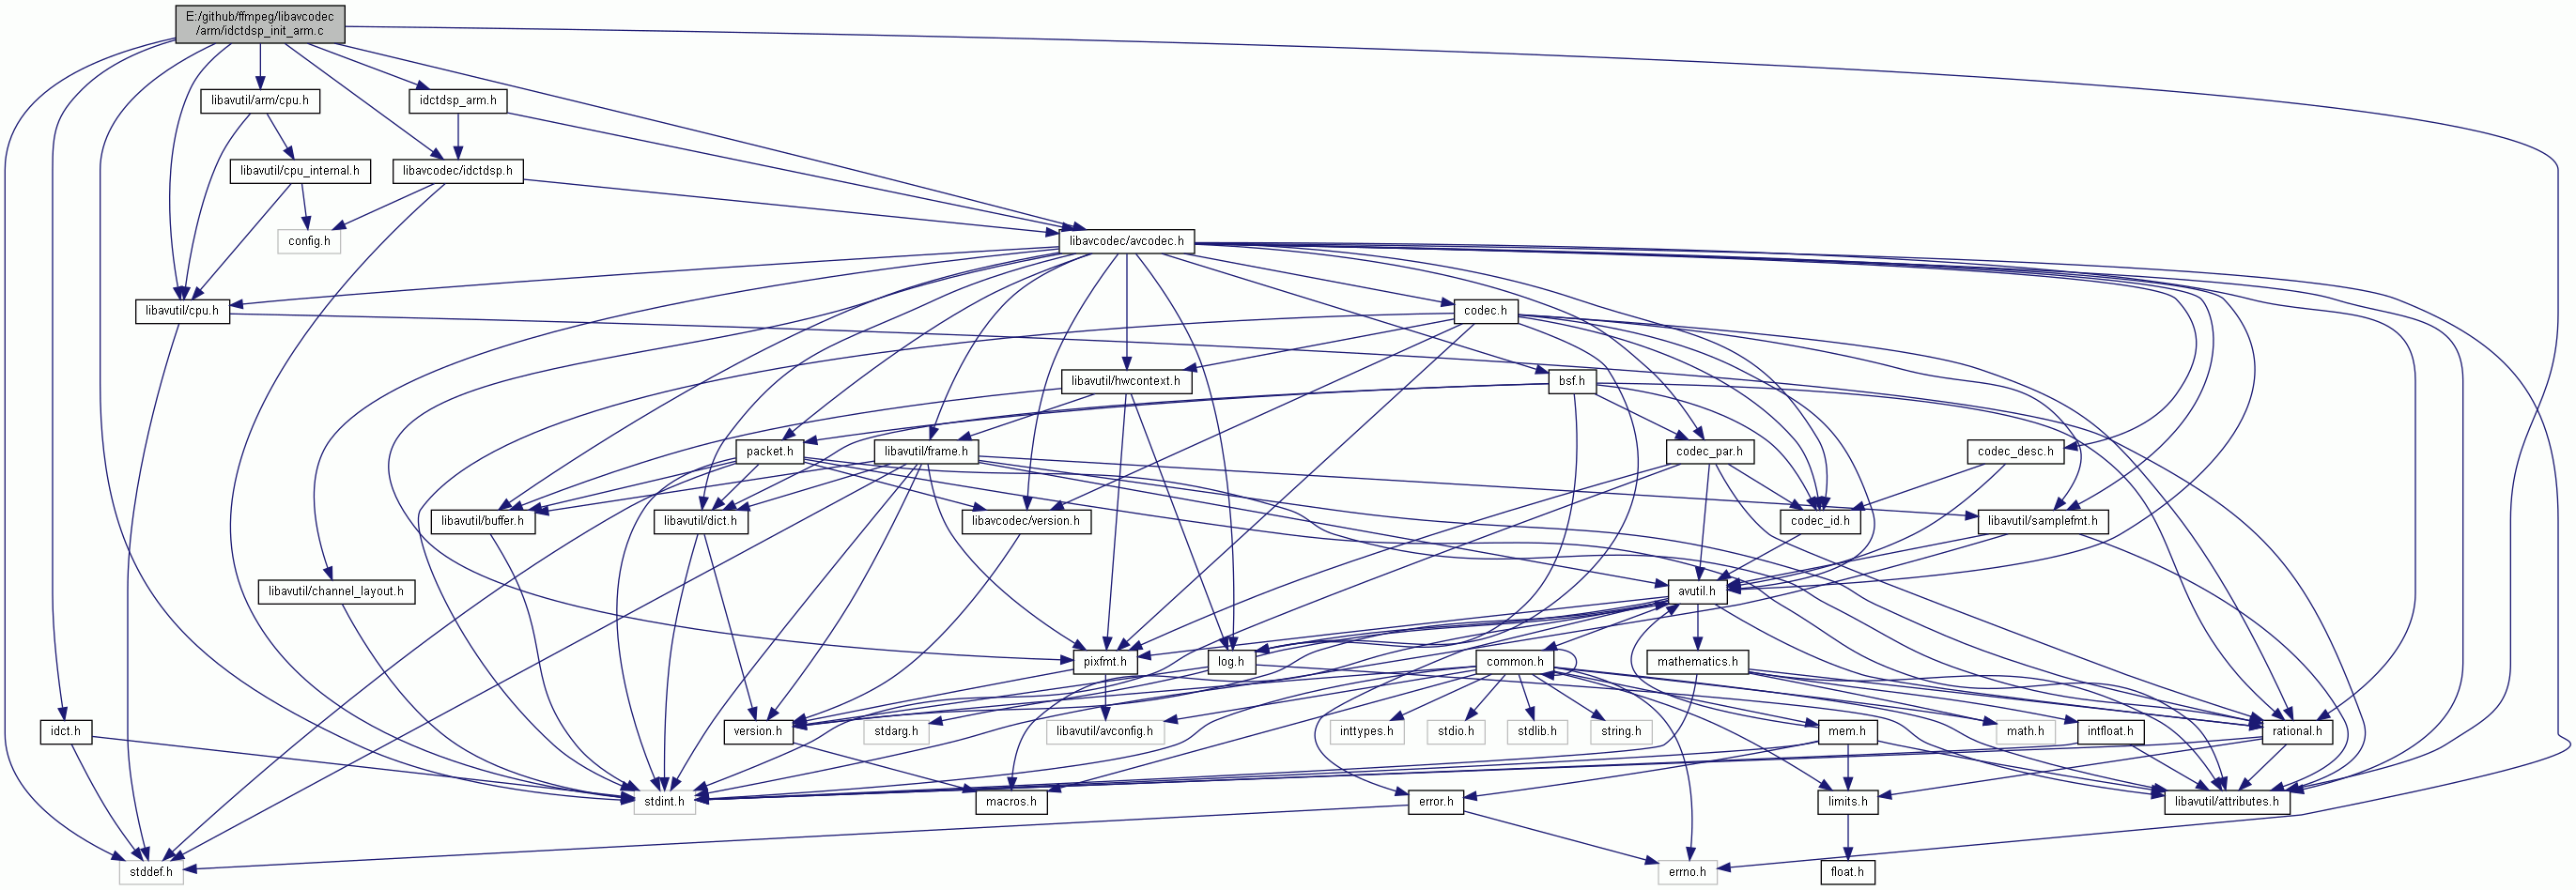 E:/github/ffmpeg/libavcodec
/arm/idctdsp_init_arm.c
libavutil/arm/cpu.h
idctdsp_arm.h
libavutil/cpu_internal.h
libavcodec/idctdsp.h
config.h
libavcodec/avcodec.h
libavutil/cpu.h
codec.h
libavutil/hwcontext.h
bsf.h
packet.h
libavutil/frame.h
codec_par.h
codec_desc.h
libavutil/buffer.h
libavutil/dict.h
libavcodec/version.h
codec_id.h
libavutil/samplefmt.h
libavutil/channel_layout.h
avutil.h
pixfmt.h
log.h
common.h
mathematics.h
idct.h
version.h
stdarg.h
libavutil/avconfig.h
inttypes.h
stdio.h
stdlib.h
string.h
mem.h
math.h
intfloat.h
rational.h
stdint.h
macros.h
error.h
limits.h
libavutil/attributes.h
stddef.h
errno.h
float.h